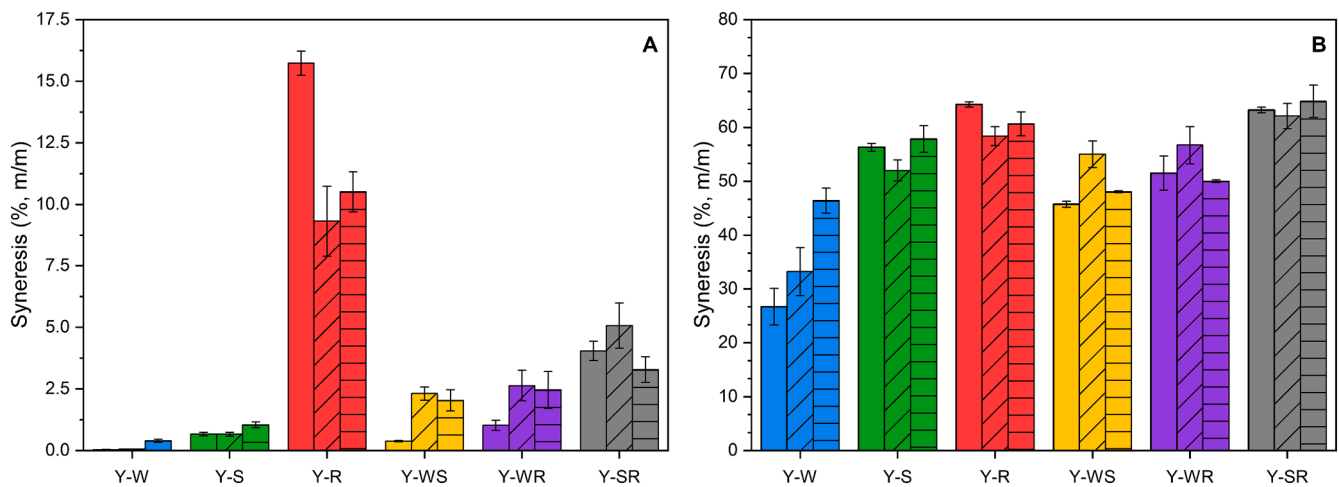 Syneresis (%, m/m)
17.5
15.0
12.5
10.0
7.5
5.0
2.5
0.0
A
Y-W Y-S Y-R Y-WS Y-WR Y-SR
Syneresis (%, m/m)
80
70
60
50
40
30
20
10
0
B
Y-W Y-S Y-R Y-WS Y-WR Y-SR